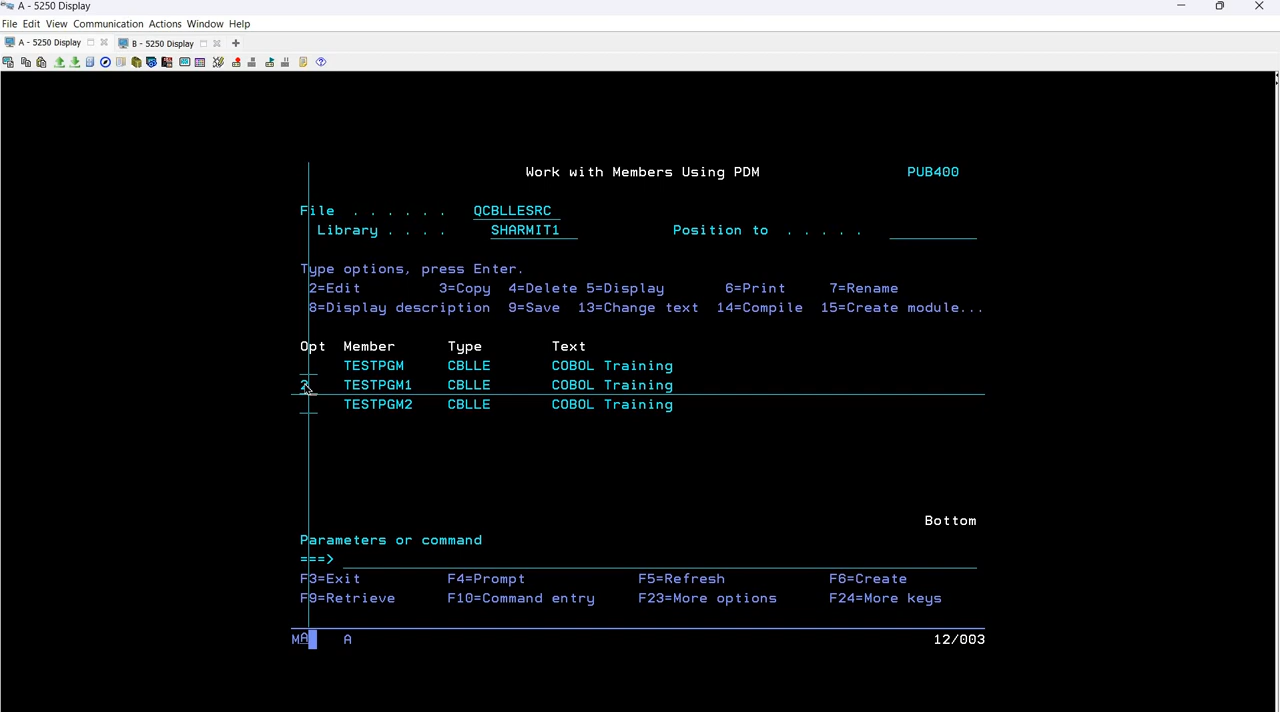 A - 5250 Display
File Edit View Communication Actions Window Help
A - 5250 Display B - 5250 Display
Work with Members Using PDM PUB400
File . . . . . . QCBLLESRC
Library . . . . SHARMIT1 Position to . . . . .
Type options, press Enter.
2=Edit 3=Copy 4=Delete 5=Display 6=Print 7=Rename
8=Display description 9=Save 13=Change text 14=Compile 15=Create module...
Opt Member Type Text
TESTPGM CBLLE COBOL Training
2 TESTPGM1 CBLLE COBOL Training
TESTPGM2 CBLLE COBOL Training
Bottom
Parameters or command
===>
F3=Exit F4=Prompt F5=Refresh F6=Create
F9=Retrieve F10=Command entry F23=More options F24=More keys
MA A 12/003